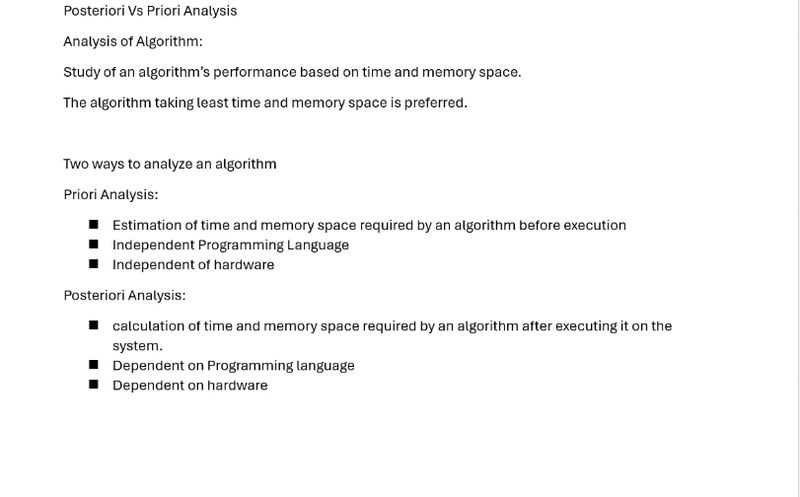 Posteriori Vs Priori Analysis
Analysis of Algorithm:
Study of an algorithm’s performance based on time and memory space.
The algorithm taking least time and memory space is preferred.
Two ways to analyze an algorithm
Priori Analysis:
■ Estimation of time and memory space required by an algorithm before execution
■ Independent Programming Language
■ Independent of hardware
Posteriori Analysis:
■ calculation of time and memory space required by an algorithm after executing it on the
system.
■ Dependent on Programming language
■ Dependent on hardware